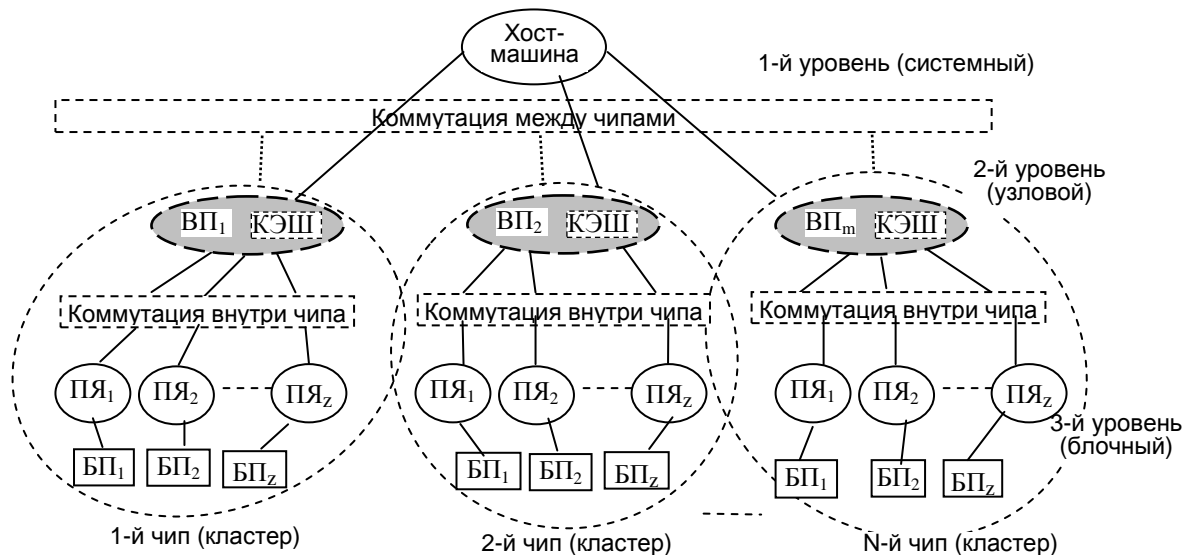 Хост-
машина
1-й уровень (системный)
Коммутация между чипами
2-й уровень
(узловой)
ВП₁ КЭШ
ВП₂ КЭШ
ВПₘ КЭШ
Коммутация внутри чипа
Коммутация внутри чипа
Коммутация внутри чипа
ПЯ₁ ПЯ₂ ПЯz
ПЯ₁ ПЯ₂ ПЯz
ПЯ₁ ПЯ₂ ПЯz
3-й уровень
(блочный)
БП₁ БП₂ БПz
БП₁ БП₂ БПz
БП₁ БП₂ БПz
1-й чип (кластер)
2-й чип (кластер)
N-й чип (кластер)